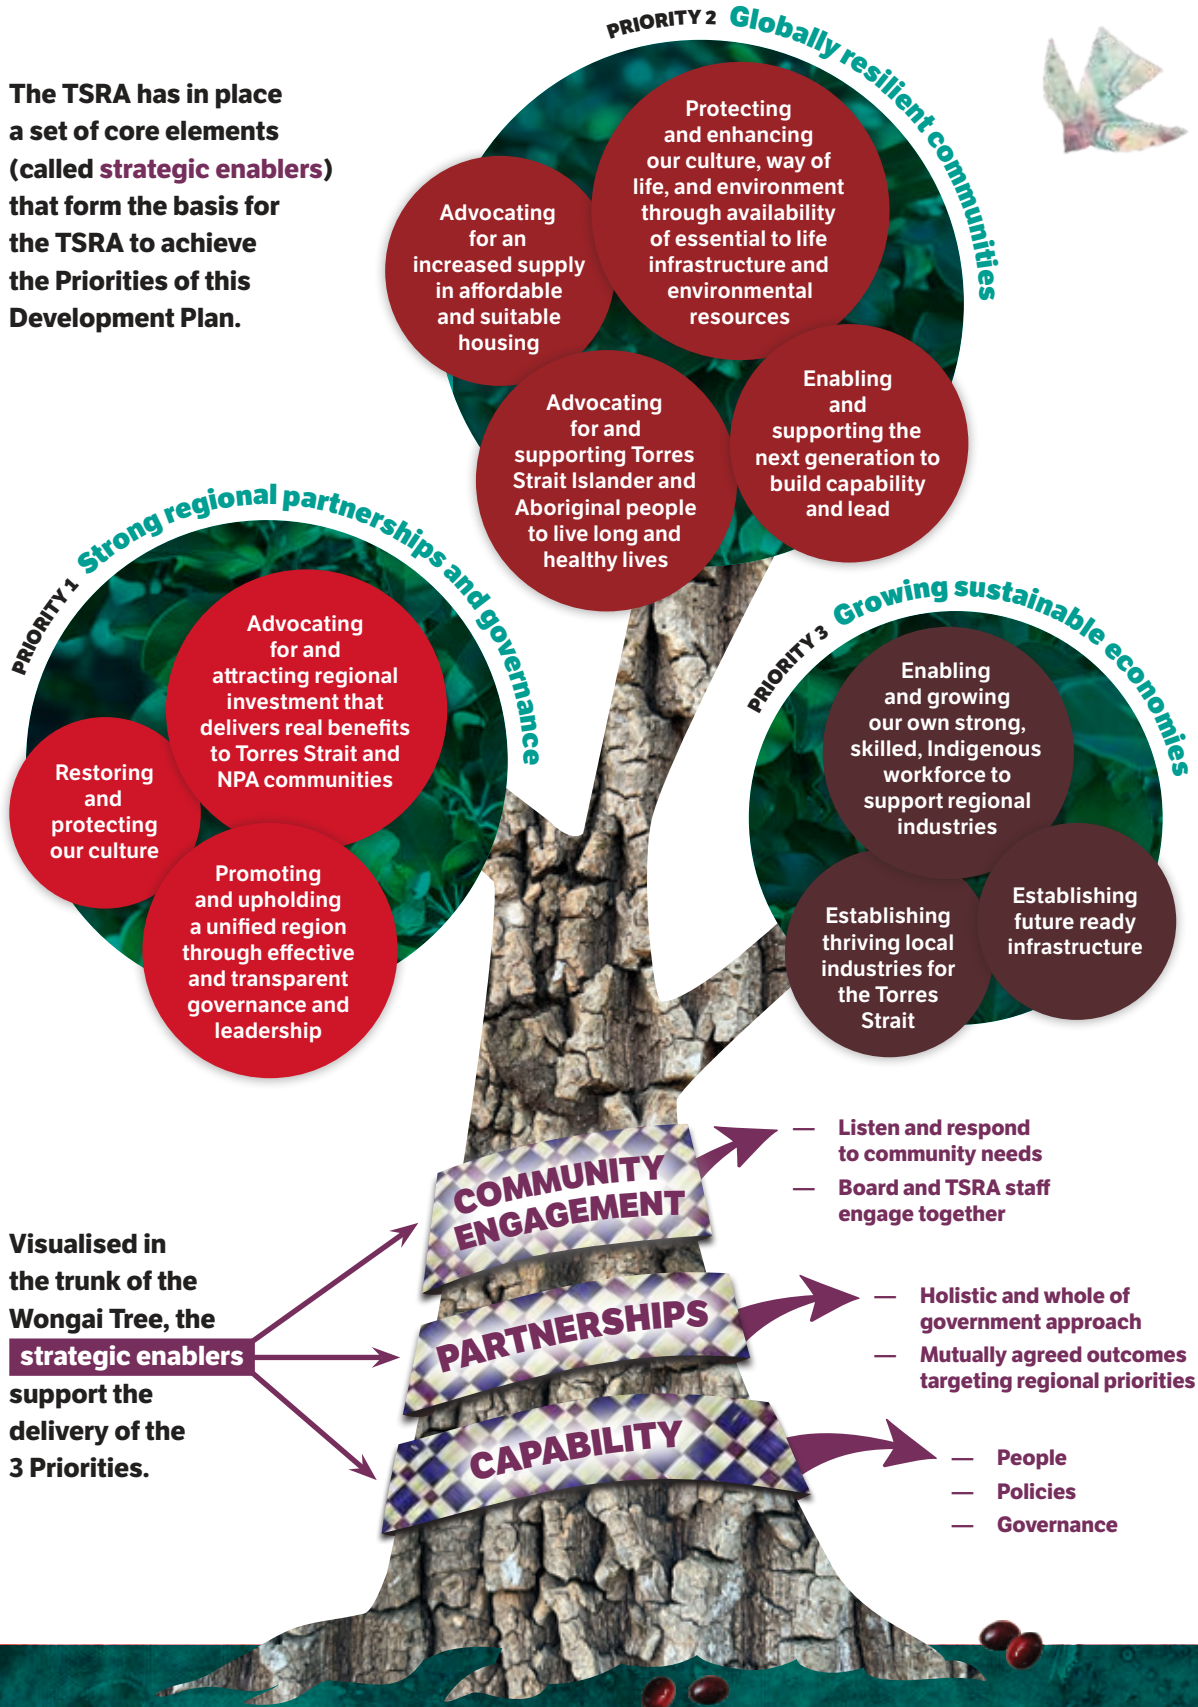 The TSRA has in place
a set of core elements
(called strategic enablers)
that form the basis for
the TSRA to achieve
the Priorities of this
Development Plan.
PRIORITY 2 Globally resilient communities
Advocating
for an
increased supply
in affordable
and suitable
housing
Protecting
and enhancing
our culture, way of
life, and environment
through availability
of essential to life
infrastructure and
environmental
resources
Advocating
for and
supporting Torres
Strait Islander and
Aboriginal people
to live long and
healthy lives
Enabling
and
supporting the
next generation to
build capability
and lead
PRIORITY 1 Strong regional partnerships and governance
Advocating
for and
attracting regional
investment that
delivers real benefits
to Torres Strait and
NPA communities
Restoring
and
protecting
our culture
Promoting
and upholding
a unified region
through effective
and transparent
governance and
leadership
PRIORITY 3 Growing sustainable economies
Enabling
and growing
our own strong,
skilled, Indigenous
workforce to
support regional
industries
Establishing
thriving local
industries for
the Torres
Strait
Establishing
future ready
infrastructure
Visualised in
the trunk of the
Wongai Tree, the
strategic enablers
support the
delivery of the
3 Priorities.
COMMUNITY
ENGAGEMENT
— Listen and respond
to community needs
— Board and TSRA staff
engage together
PARTNERSHIPS
— Holistic and whole of
government approach
— Mutually agreed outcomes
targeting regional priorities
CAPABILITY
— People
— Policies
— Governance